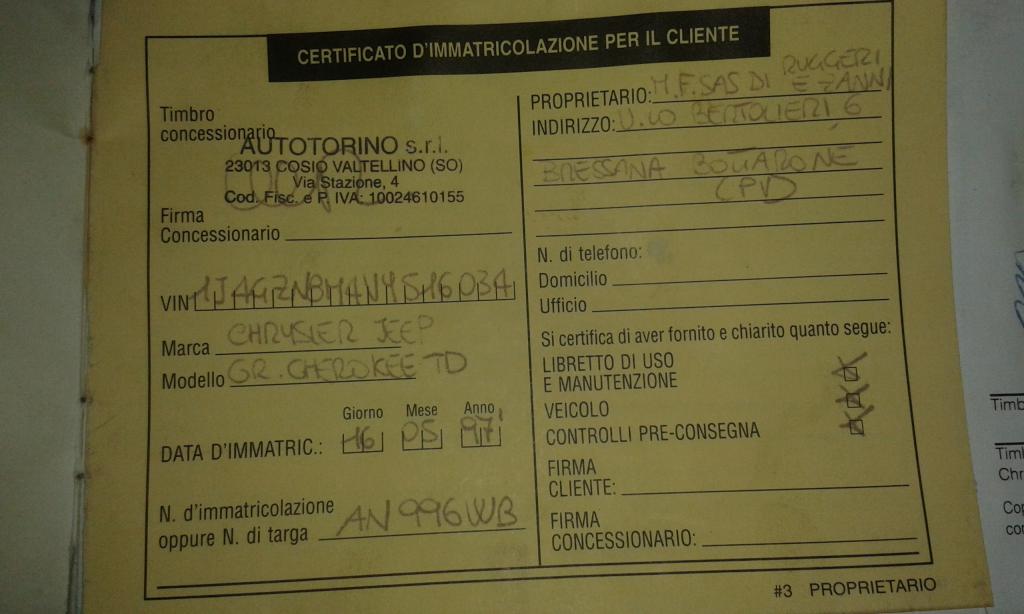 CERTIFICATO D'IMMATRICOLAZIONE PER IL CLIENTE
Timbro
concessionario
AUTOTORINO s.r.l.
23013 COSIO VALTELLINO (SO)
Via Stazione, 4
Cod. Fisc. e P. IVA: 10024610155
Firma
Concessionario
VIN
Marca CHRYSLER JEEP
Modello GR. CHEROKEE TD
Giorno Mese Anno
DATA D'IMMATRIC.: 16 05 97
N. d'immatricolazione
oppure N. di targa AN 996WB
PROPRIETARIO: M.F. SAS DI RUGGERI
E ZANNI
INDIRIZZO: V.LO BERTOLIERI, 6
BRESSANA BOTTARONE
(PV)
N. di telefono:
Domicilio
Ufficio
Si certifica di aver fornito e chiarito quanto segue:
LIBRETTO DI USO
E MANUTENZIONE
VEICOLO
CONTROLLI PRE-CONSEGNA
FIRMA
CLIENTE:
FIRMA
CONCESSIONARIO:
#3 PROPRIETARIO